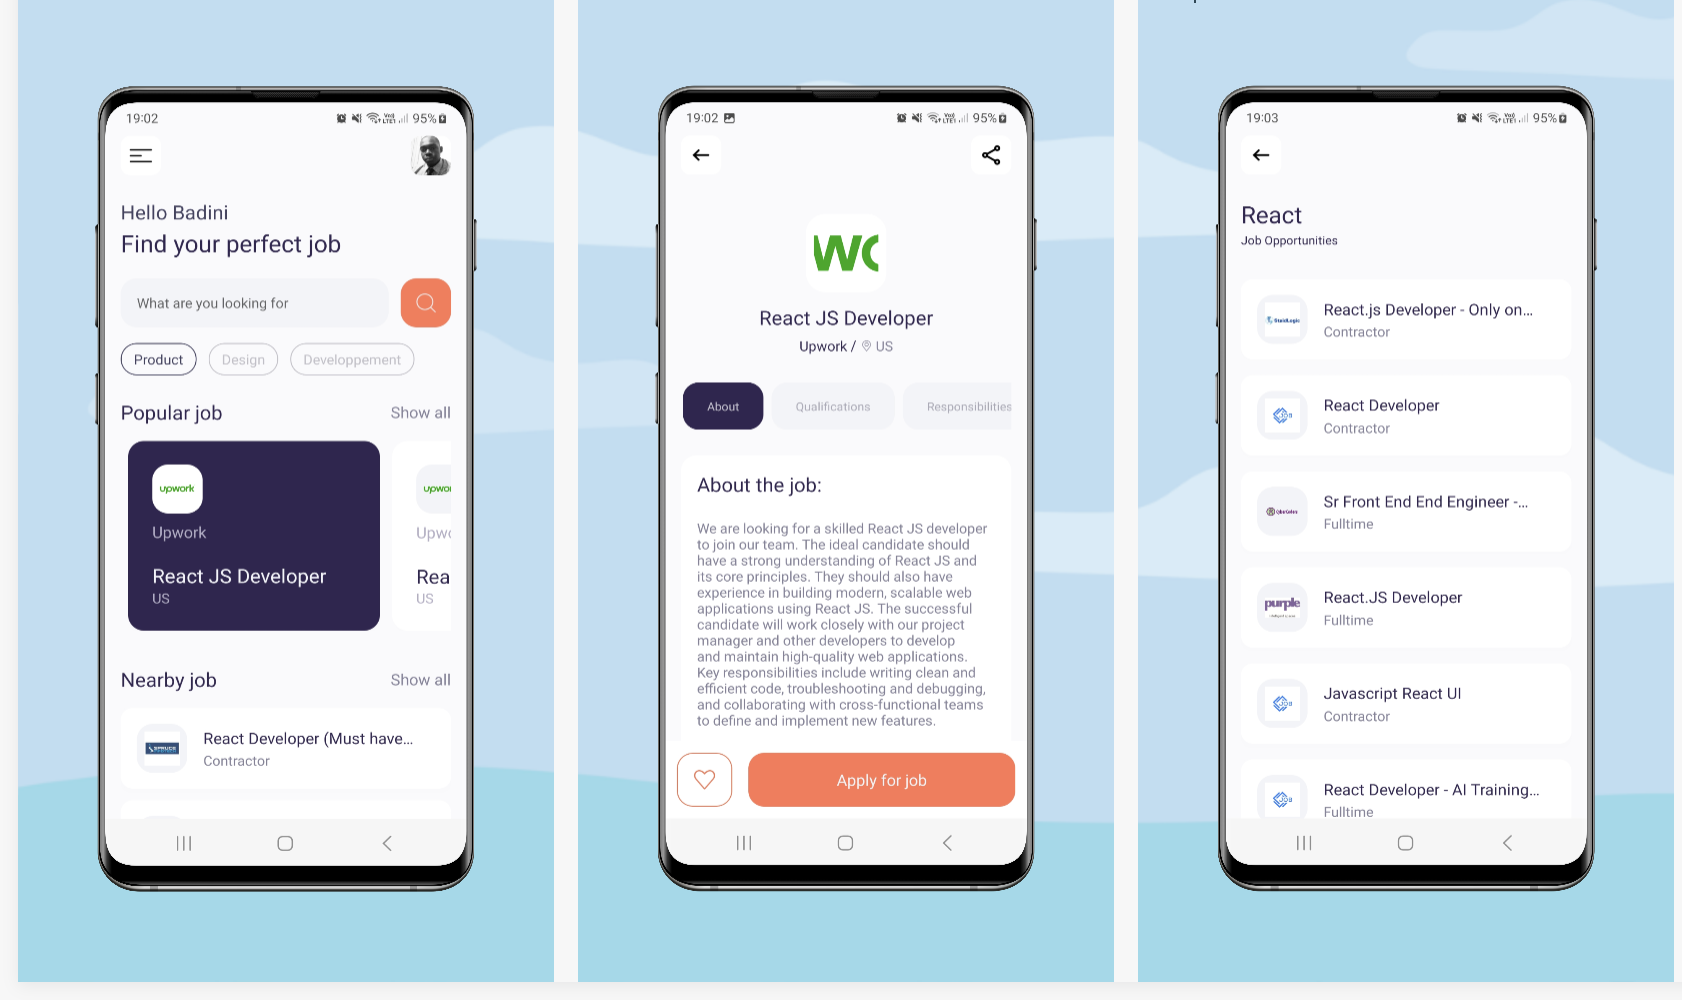 19:02
95%
Hello Badini
Find your perfect job
What are you looking for
Product
Design
Developpement
Popular job
Show all
upwork
Upwork
React JS Developer
US
upwo
Upwc
Rea
US
Nearby job
Show all
SPRUCE
React Developer (Must have...
Contractor
19:02
95%
React JS Developer
Upwork / US
About
Qualifications
Responsibilities
About the job:
We are looking for a skilled React JS developer
to join our team. The ideal candidate should
have a strong understanding of React JS and
its core principles. They should also have
experience in building modern, scalable web
applications using React JS. The successful
candidate will work closely with our project
manager and other developers to develop
and maintain high-quality web applications.
Key responsibilities include writing clean and
efficient code, troubleshooting and debugging,
and collaborating with cross-functional teams
to define and implement new features.
Apply for job
19:03
95%
React
Job Opportunities
React.js Developer - Only on...
Contractor
React Developer
Contractor
Sr Front End End Engineer -...
Fulltime
purple
React.JS Developer
Fulltime
Javascript React UI
Contractor
React Developer - AI Training...
Fulltime